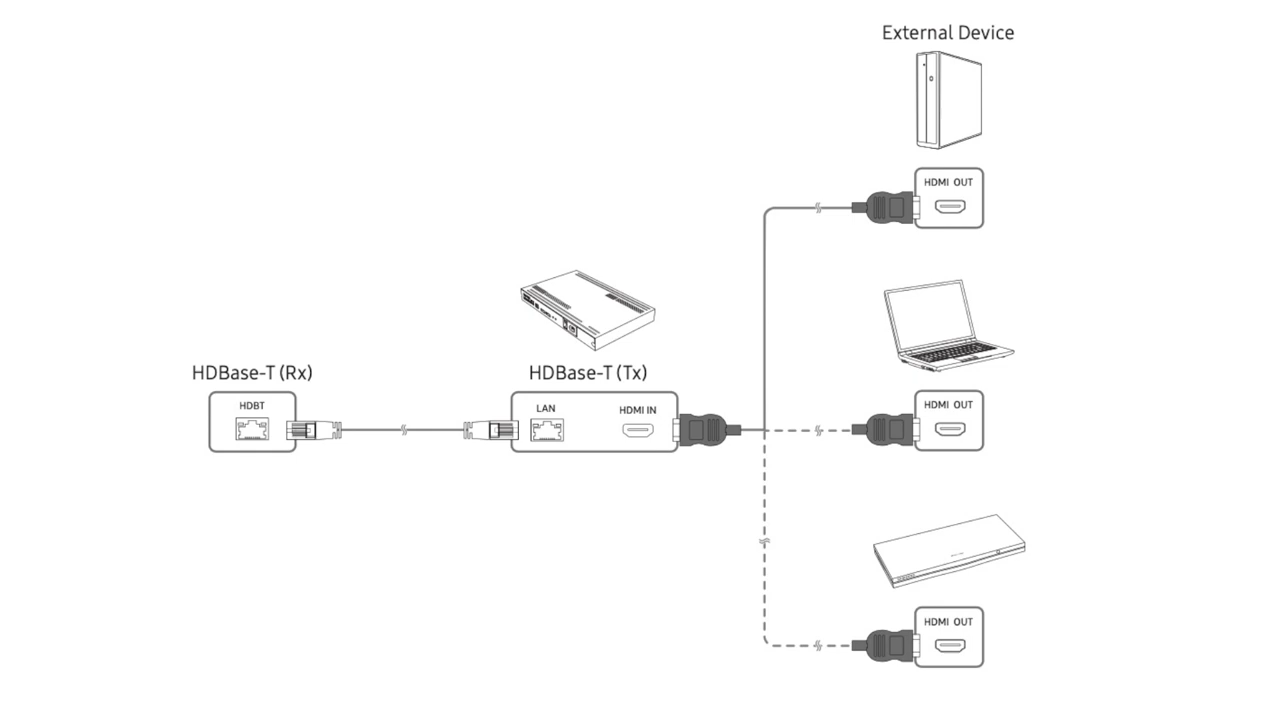 External Device
HDMI OUT
HDBase-T (Rx)
HDBT
HDBase-T (Tx)
LAN
HDMI IN
HDMI OUT
HDMI OUT